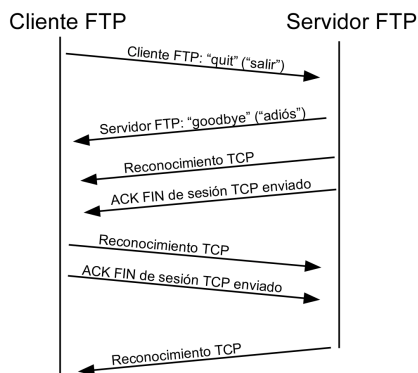 Cliente FTP
Servidor FTP
Cliente FTP: “quit” (“salir”)
Servidor FTP: “goodbye” (“adiós”)
Reconocimiento TCP
ACK FIN de sesión TCP enviado
Reconocimiento TCP
ACK FIN de sesión TCP enviado
Reconocimiento TCP